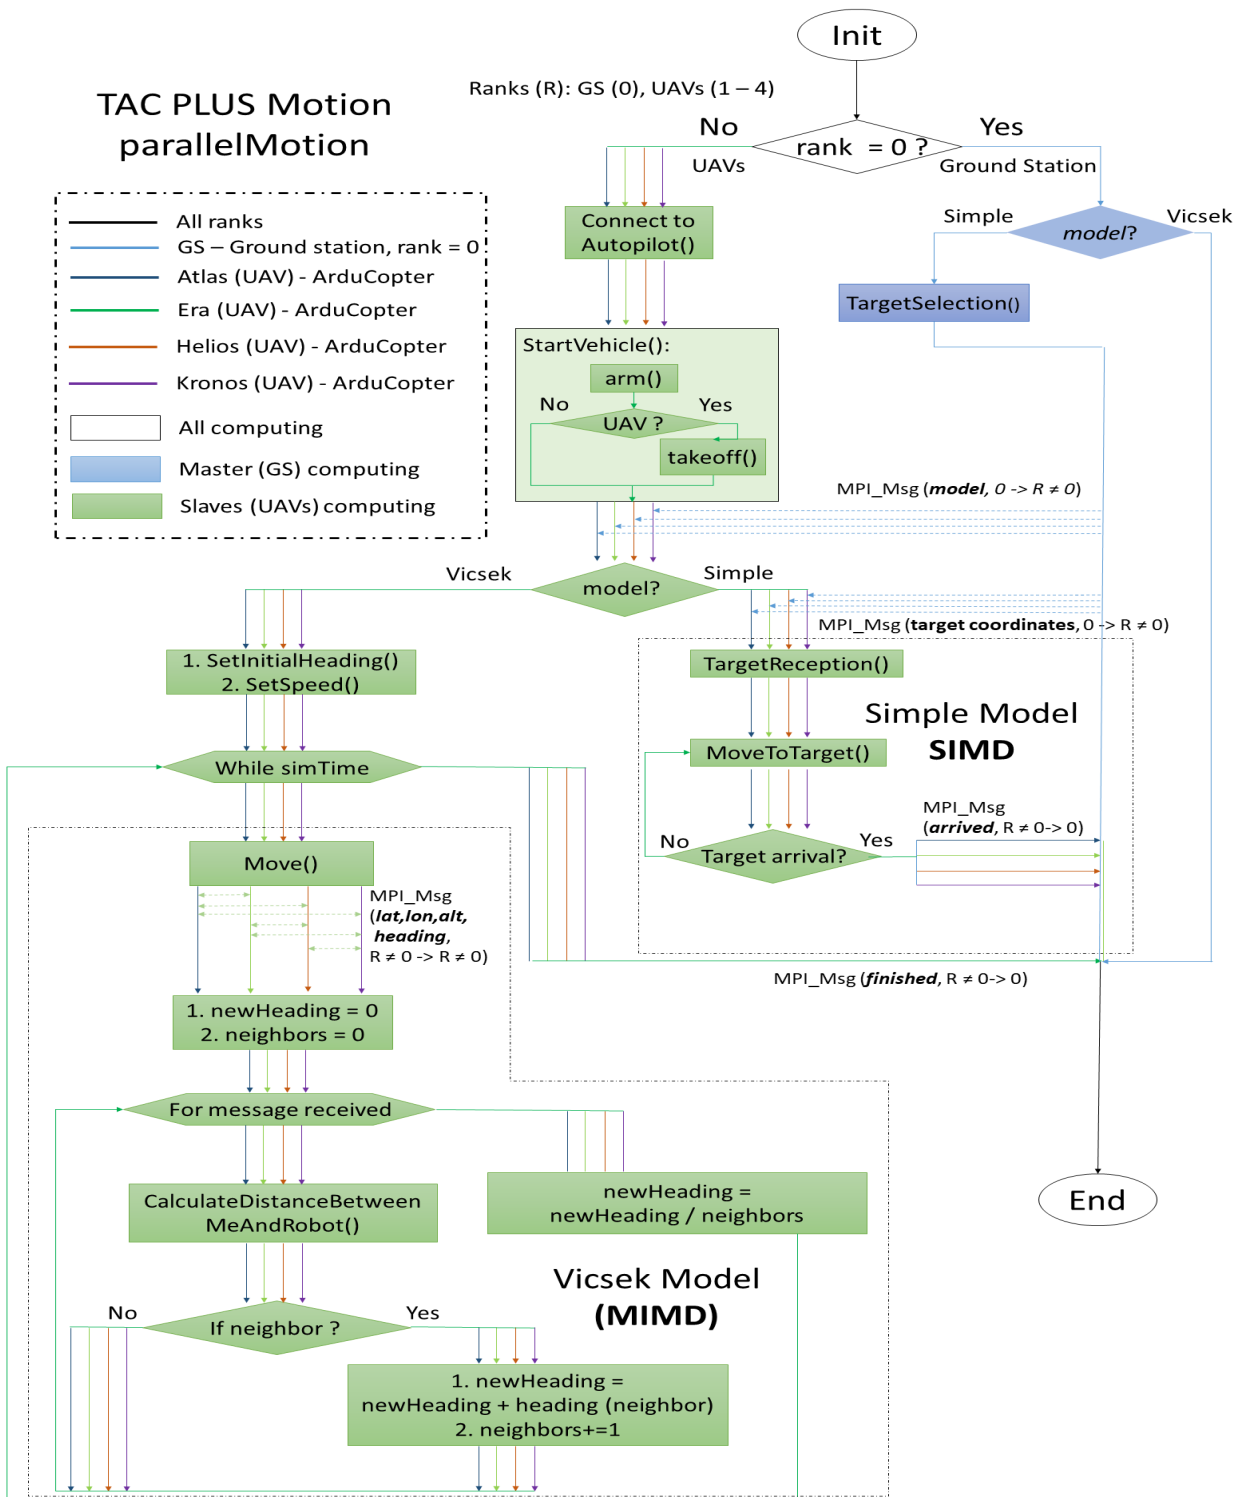 Init
Ranks (R): GS (0), UAVs (1 – 4)
TAC PLUS Motion
parallelMotion
No
Yes
rank = 0 ?
UAVs
Ground Station
All ranks
GS – Ground station, rank = 0
Atlas (UAV) - ArduCopter
Era (UAV) - ArduCopter
Helios (UAV) - ArduCopter
Kronos (UAV) - ArduCopter
All computing
Master (GS) computing
Slaves (UAVs) computing
Connect to
Autopilot()
Simple
Vicsek
model?
TargetSelection()
StartVehicle():
arm()
No
Yes
UAV ?
takeoff()
MPI_Msg (model, 0 -> R ≠ 0)
Vicsek
Simple
model?
MPI_Msg (target coordinates, 0 -> R ≠ 0)
1. SetInitialHeading()
2. SetSpeed()
TargetReception()
Simple Model
SIMD
MoveToTarget()
While simTime
MPI_Msg
(arrived, R ≠ 0-> 0)
No
Yes
Target arrival?
Move()
MPI_Msg
(lat,lon,alt,
heading,
R ≠ 0 -> R ≠ 0)
MPI_Msg (finished, R ≠ 0-> 0)
1. newHeading = 0
2. neighbors = 0
For message received
CalculateDistanceBetween
MeAndRobot()
newHeading =
newHeading / neighbors
End
Vicsek Model
(MIMD)
No
Yes
If neighbor ?
1. newHeading =
newHeading + heading (neighbor)
2. neighbors+=1